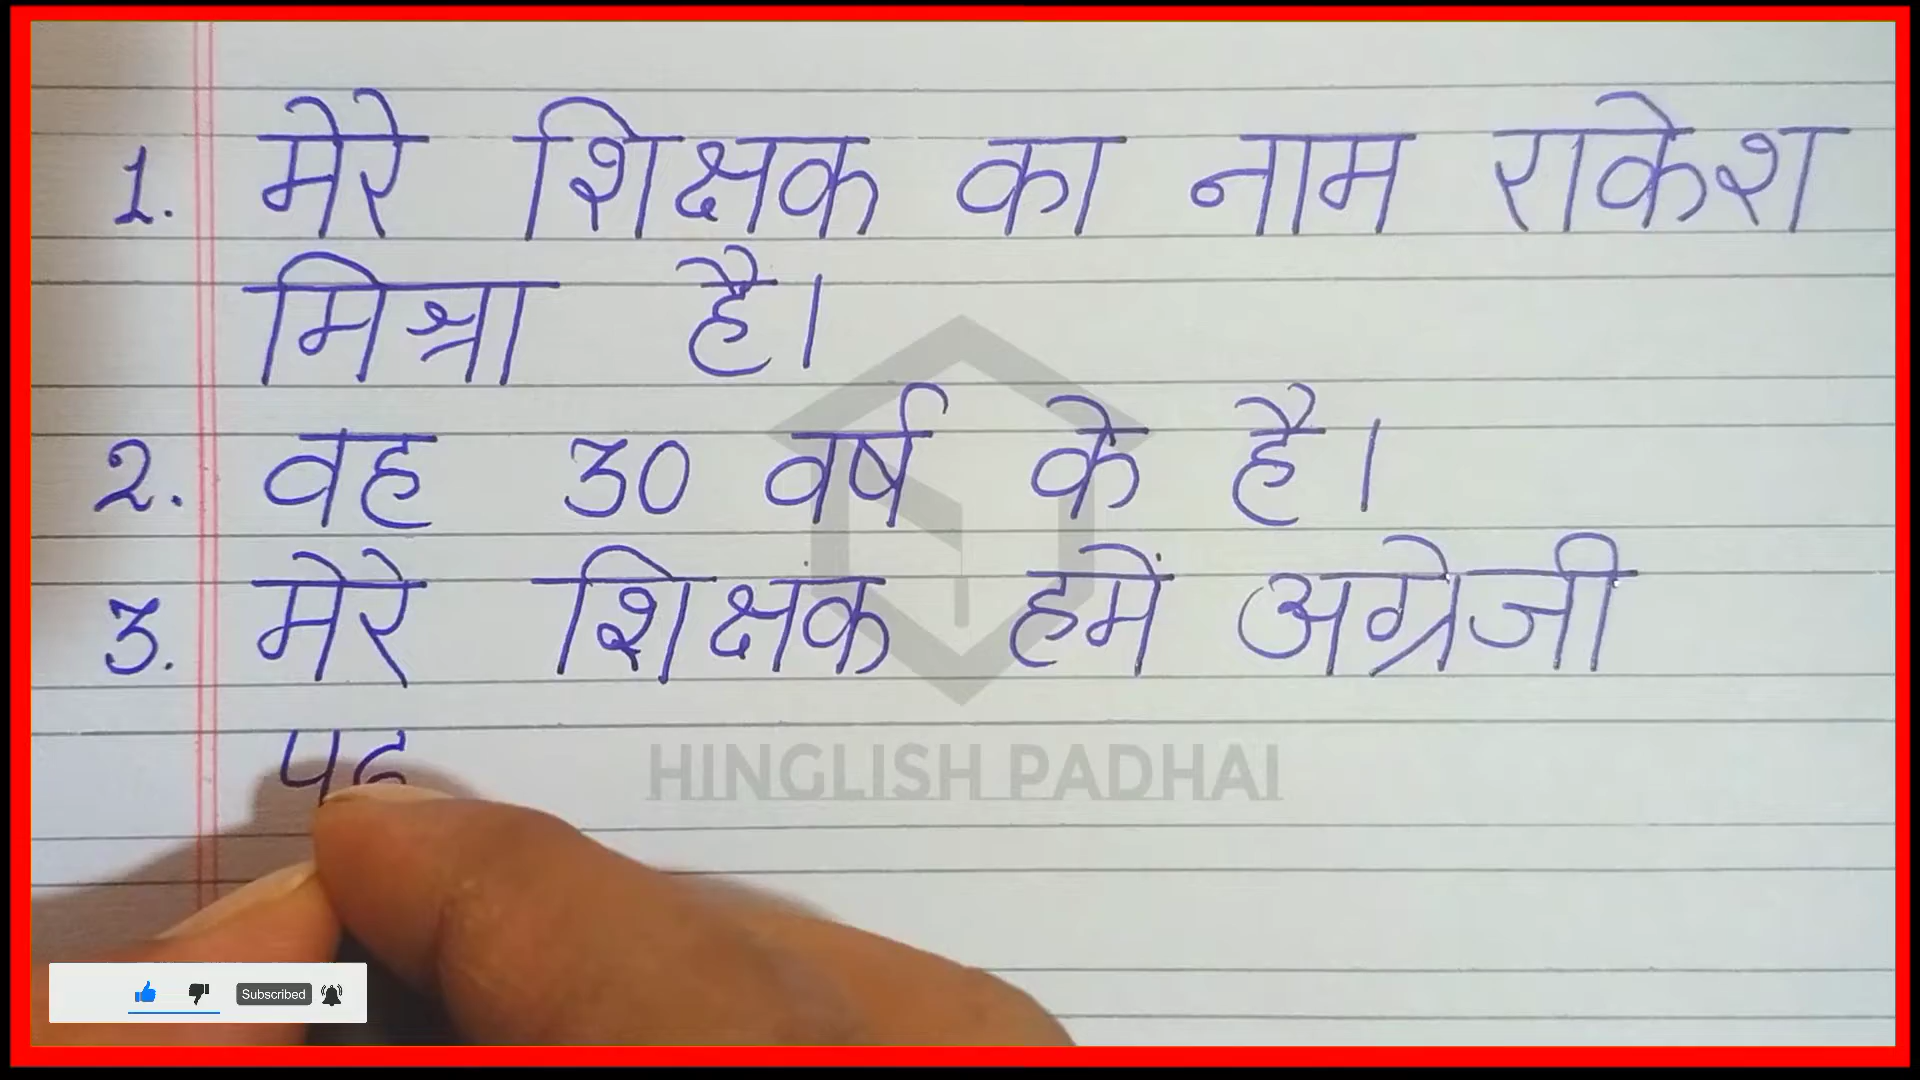 1. मेरे शिक्षक का नाम राकेश
मिश्रा है।
2. वह 30 वर्ष के है।
3. मेरे शिक्षक हमें अग्रेजी
HINGLISH PADHAI
Subscribed